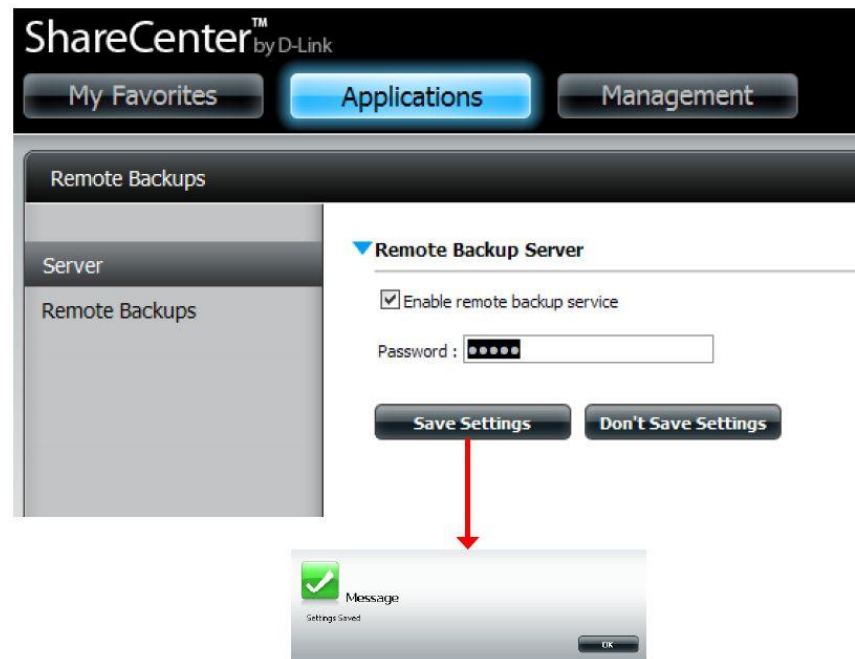 ShareCenter™ by D-Link
My Favorites Applications Management
Remote Backups
Server
Remote Backups
Remote Backup Server
Enable remote backup service
Password :
Save Settings Don't Save Settings
Message
Settings Saved
OK